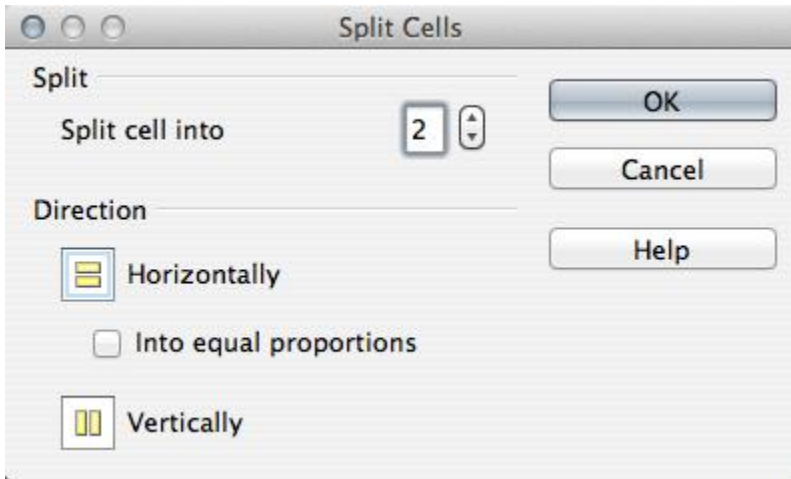 Split Cells
Split
Split cell into 2
Direction
Horizontally
Into equal proportions
Vertically
OK
Cancel
Help